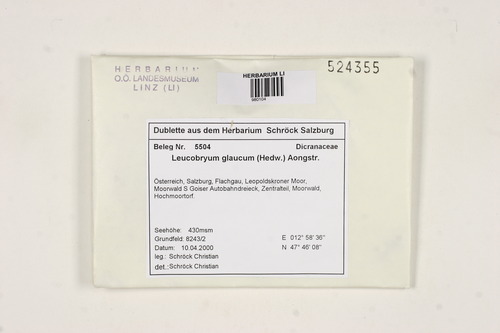 HERBARIUM
O.Ö. LANDESMUSEUM
LINZ (LI)
HERBARIUM LI
960104
524355
Dublette aus dem Herbarium Schröck Salzburg
Beleg Nr. 5504 Dicranaceae
Leucobryum glaucum (Hedw.) Aongstr.
Österreich, Salzburg, Flachgau, Leopoldskroner Moor,
Moorwald S Goiser Autobahndreieck, Zentralteil, Moorwald,
Hochmoortorf
Seehöhe: 430msm
Grundfeld: 8243/2 E 012° 58' 36''
Datum: 10.04.2000 N 47° 46' 08''
leg.: Schröck Christian
det.: Schröck Christian